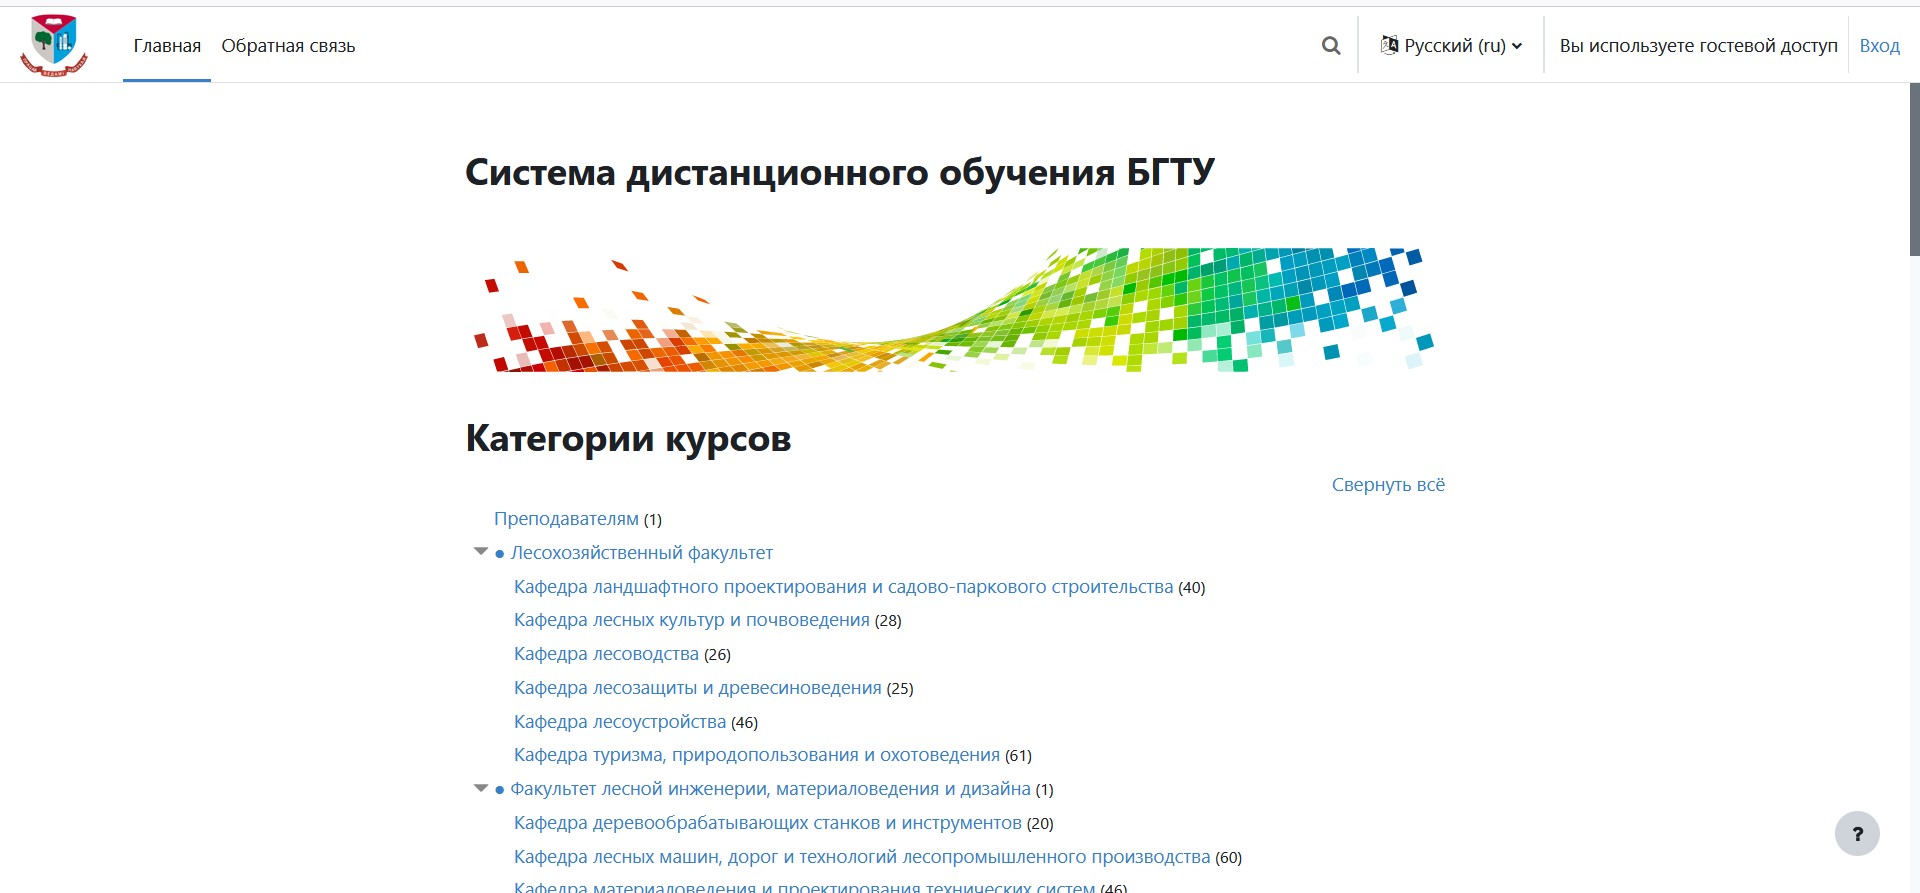 Главная Обратная связь Русский (ru) Вы используете гостевой доступ Вход
Система дистанционного обучения БГТУ
Категории курсов
Свернуть всё
Преподавателям (1)
• Лесохозяйственный факультет
Кафедра ландшафтного проектирования и садово-паркового строительства (40)
Кафедра лесных культур и почвоведения (28)
Кафедра лесоводства (26)
Кафедра лесозащиты и древесиноведения (25)
Кафедра лесоустройства (46)
Кафедра туризма, природопользования и охотоведения (61)
• Факультет лесной инженерии, материаловедения и дизайна (1)
Кафедра деревообрабатывающих станков и инструментов (20)
?
Кафедра лесных машин, дорог и технологий лесопромышленного производства (60)
Кафедра материаловедения и проектирования технических систем (46)